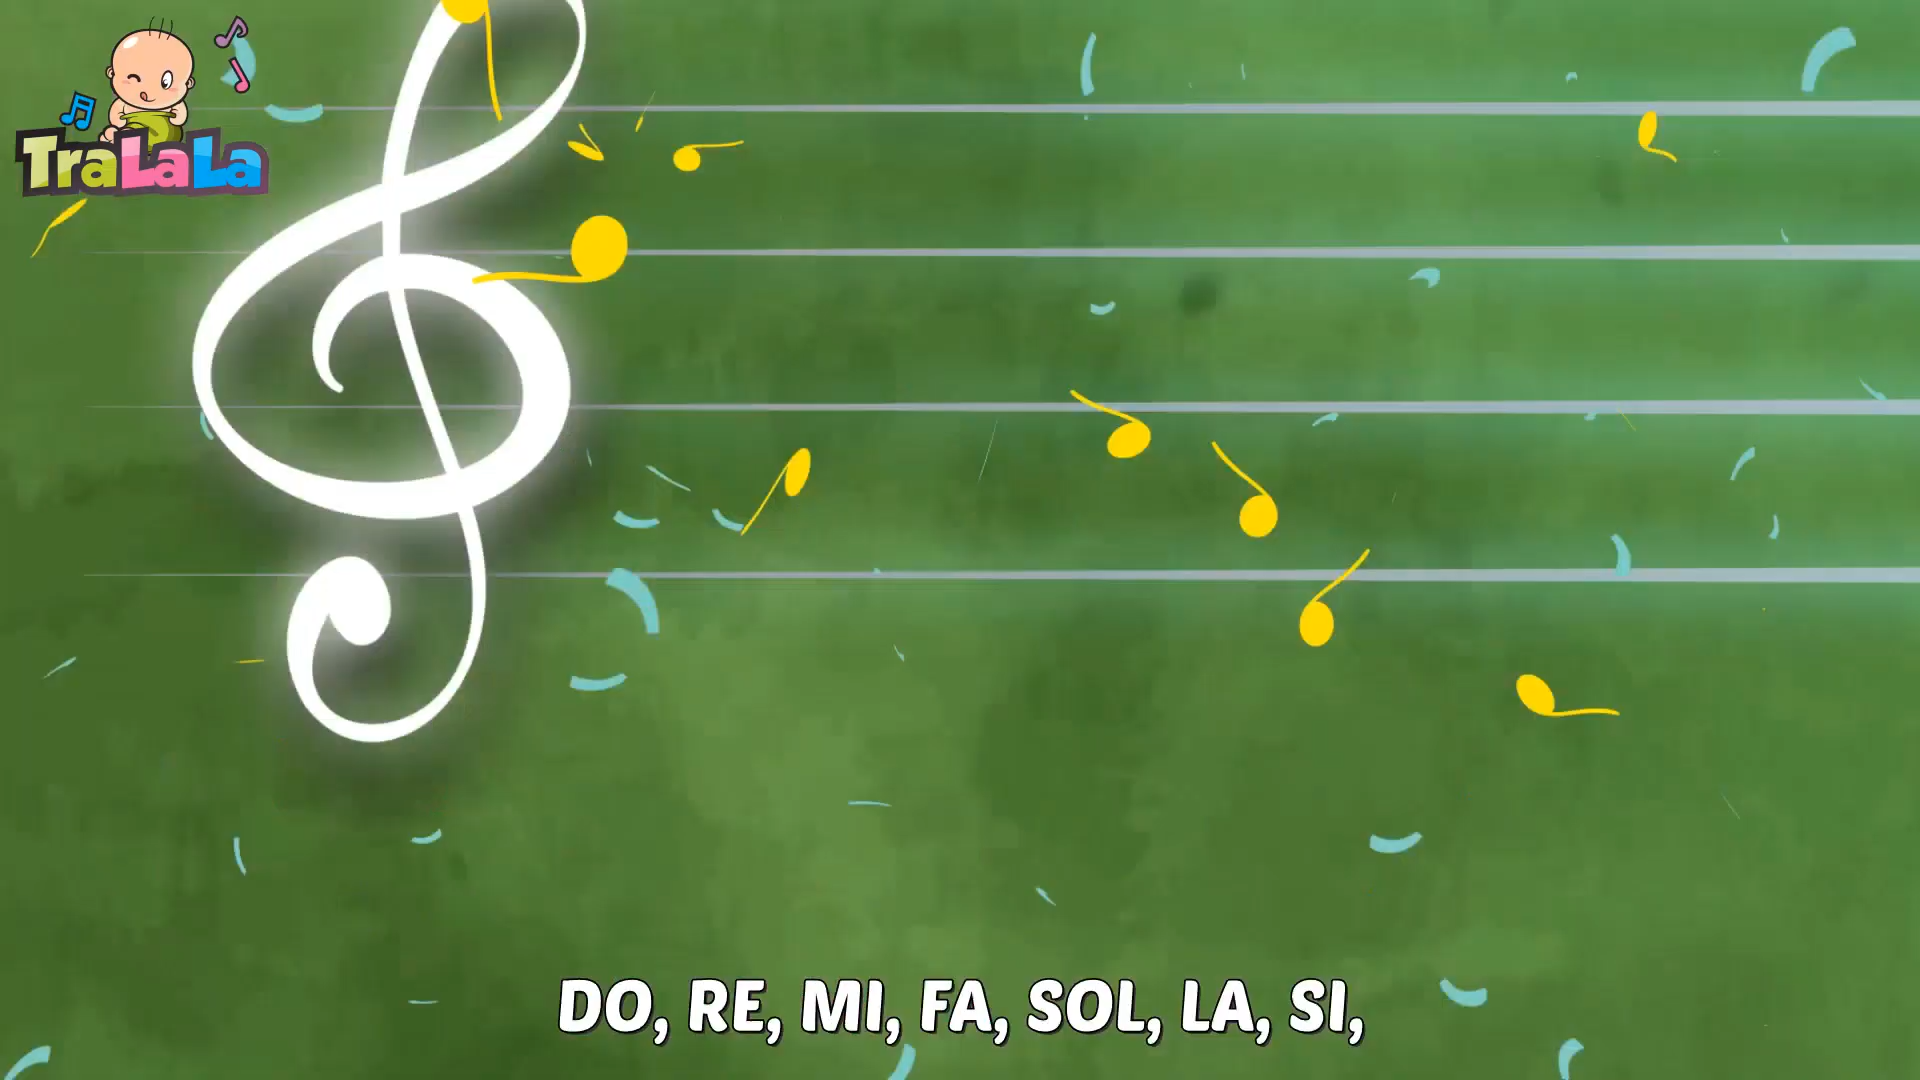 TraLaLa
DO, RE, MI, FA, SOL, LA, SI,